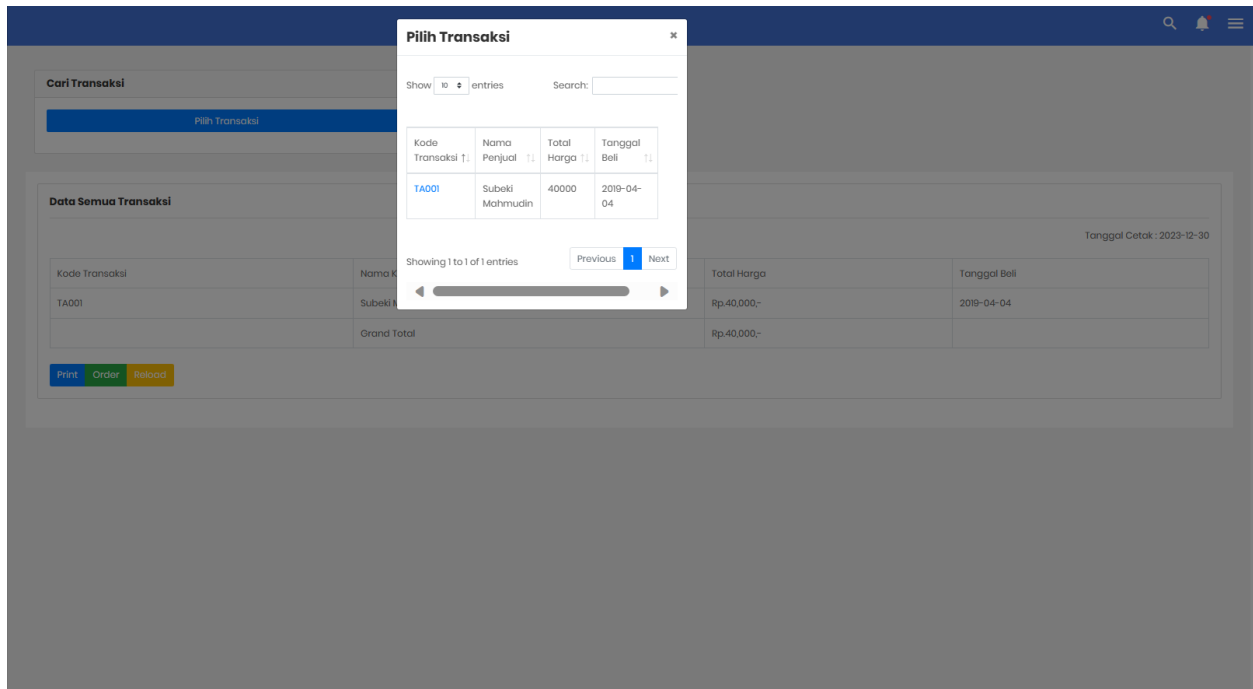 Pilih Transaksi ×
Cari Transaksi
Pilih Transaksi
Show 10 entries Search:
Kode Transaksi Nama Penjual Total Harga Tanggal Beli
TA001 Subeki Mahmudin 40000 2019-04-04
Showing 1 to 1 of 1 entries Previous 1 Next
Data Semua Transaksi
Tanggal Cetak : 2023-12-30
Kode Transaksi Nama Total Harga Tanggal Beli
TA001 Subeki Rp.40,000,- 2019-04-04
Grand Total Rp.40,000,-
Print Order Reload